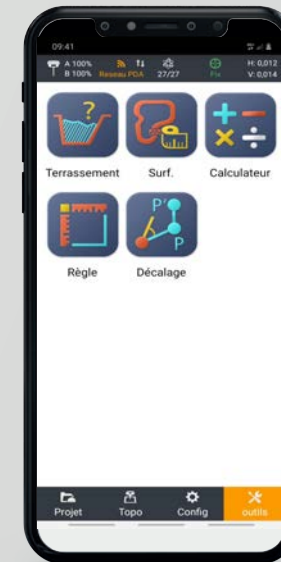 09:41
A 100%
B 100%
Reseau PDA
27/27
Fix
H: 0,012
V: 0,014
?
Terrassement
Surf.
Calculateur
P'
P
Règle
Décalage
Projet
Topo
Config
outils